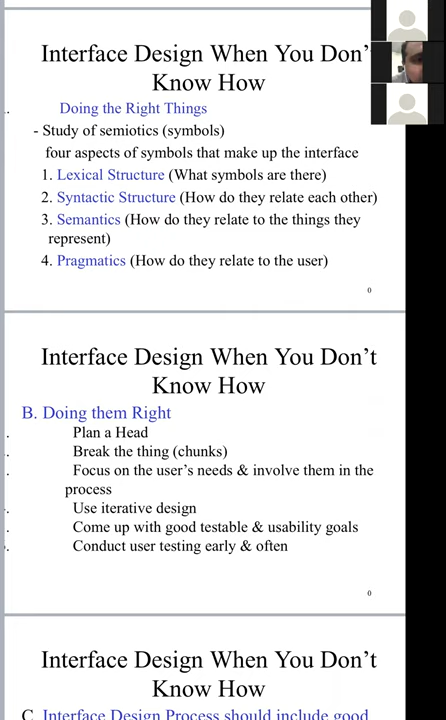 Interface Design When You Don't
Know How
Doing the Right Things
- Study of semiotics (symbols)
four aspects of symbols that make up the interface
1. Lexical Structure (What symbols are there)
2. Syntactic Structure (How do they relate each other)
3. Semantics (How do they relate to the things they
represent)
4. Pragmatics (How do they relate to the user)
0
Interface Design When You Don't
Know How
B. Doing them Right
Plan a Head
Break the thing (chunks)
Focus on the user's needs & involve them in the
process
Use iterative design
Come up with good testable & usability goals
Conduct user testing early & often
0
Interface Design When You Don't
Know How
C. Interface Design Process should include good